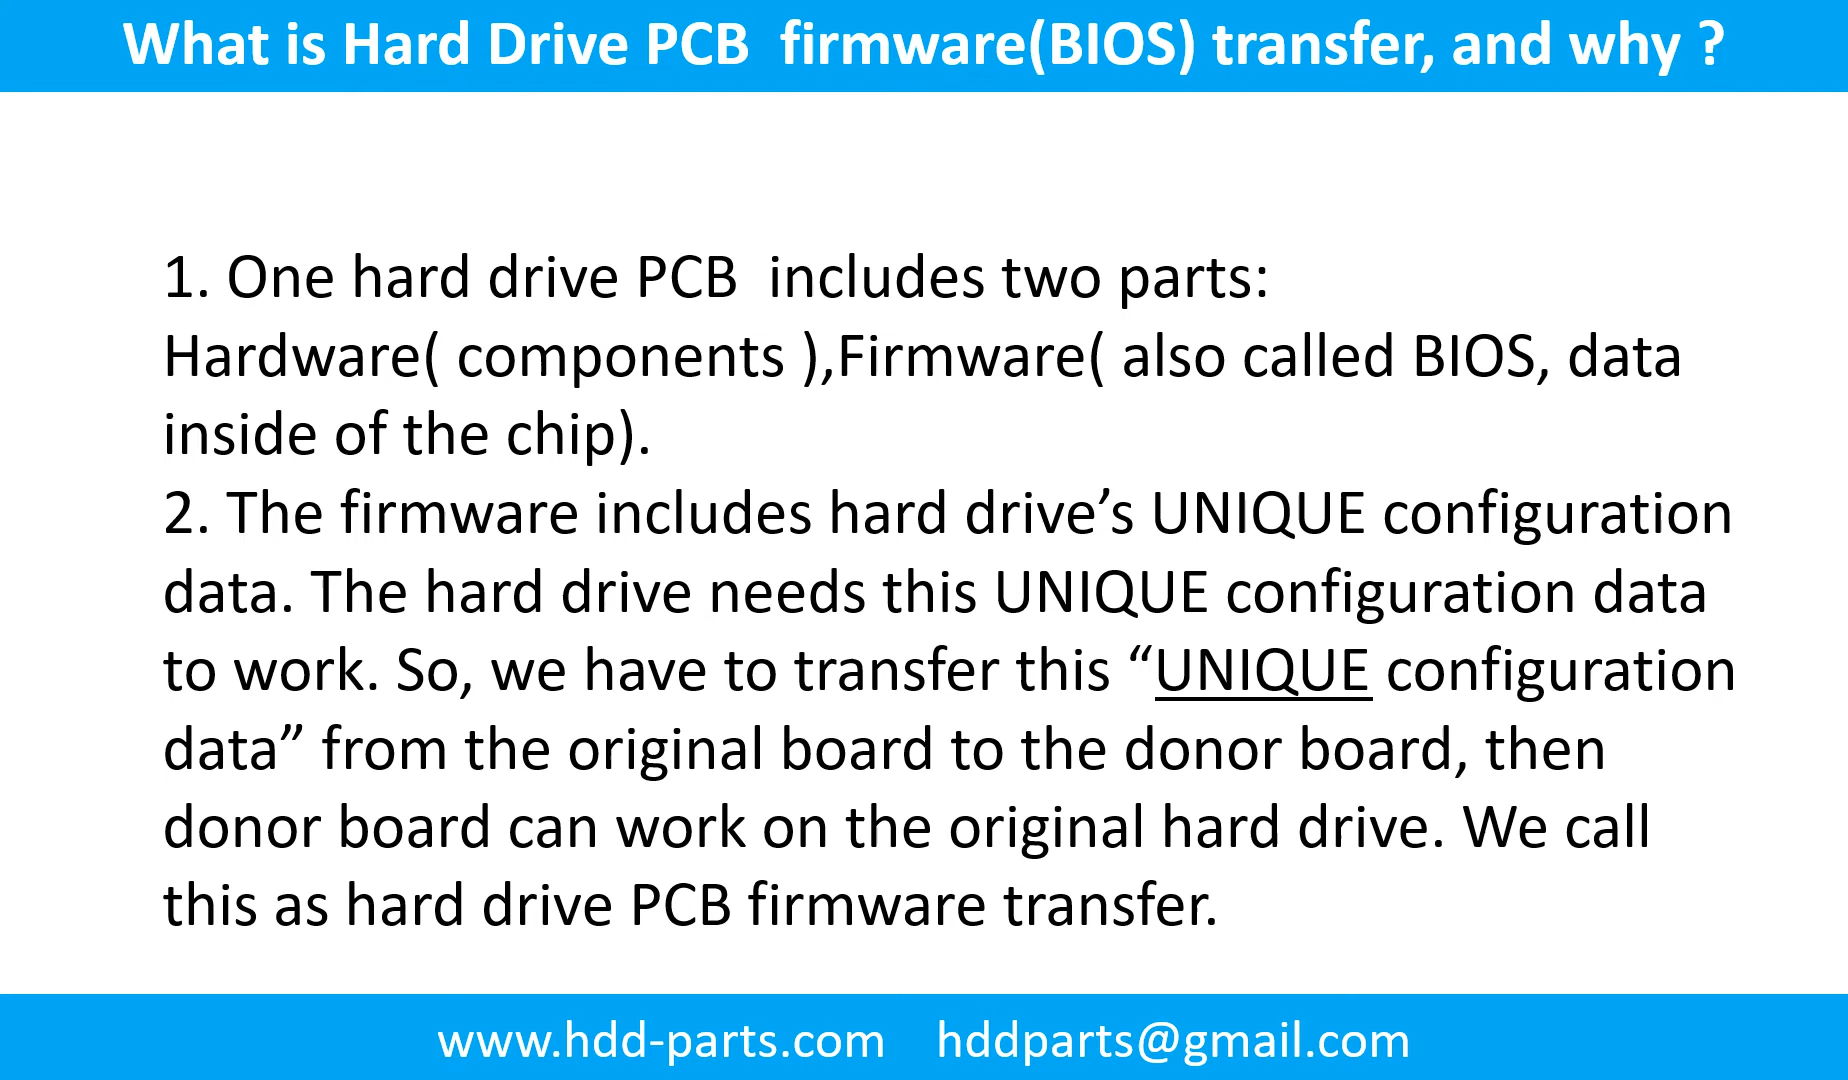 What is Hard Drive PCB  firmware(BIOS) transfer, and why ?
1. One hard drive PCB  includes two parts:
Hardware( components ),Firmware( also called BIOS, data
inside of the chip).
2. The firmware includes hard drive’s UNIQUE configuration
data. The hard drive needs this UNIQUE configuration data
to work. So, we have to transfer this “UNIQUE configuration
data” from the original board to the donor board, then
donor board can work on the original hard drive. We call
this as hard drive PCB firmware transfer.
www.hdd-parts.com    hddparts@gmail.com